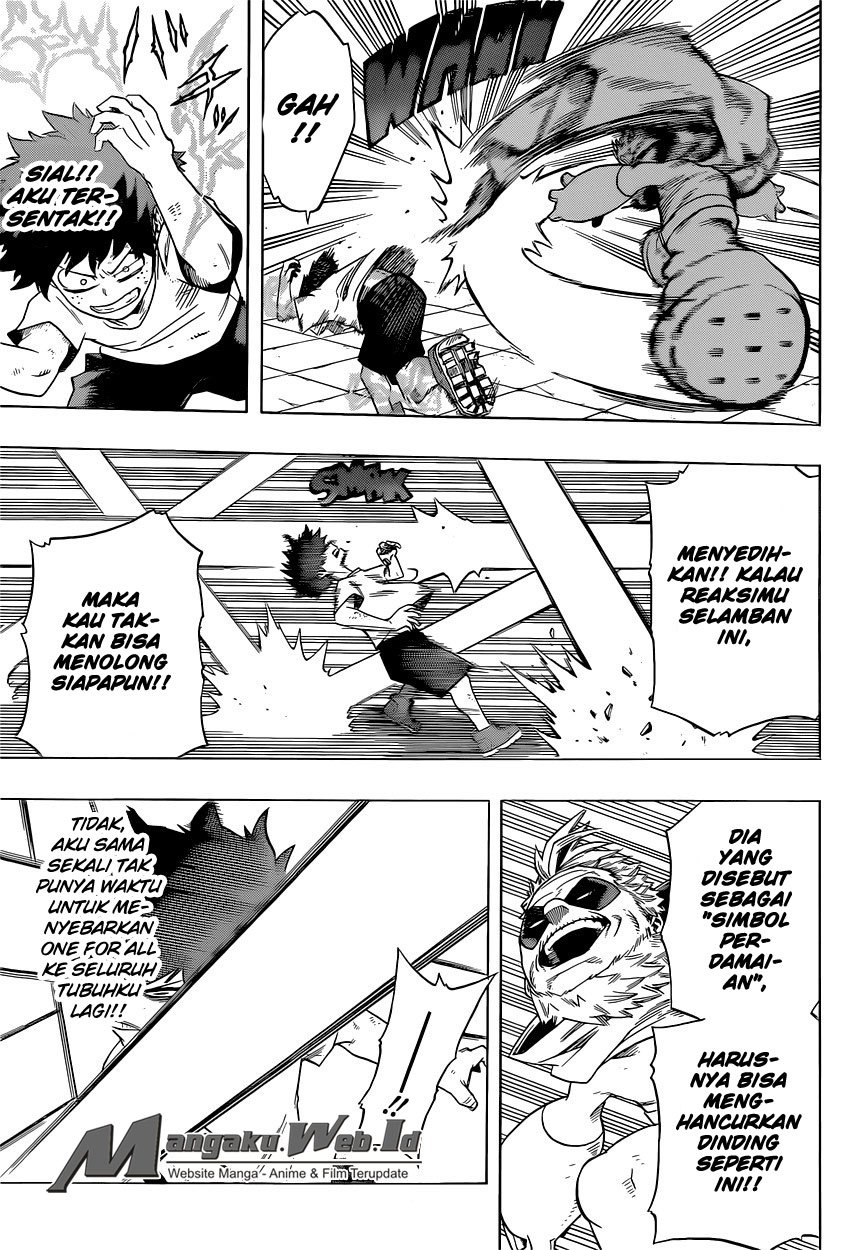 WHAM
GAH
!!
SIAL!!
AKU TER-
SENTAK!!
MENYEDIH-
KAN!! KALAU
REAKSIMU
SELAMBAN
INI,
SMAKK
MAKA
KAU TAK-
KAN BISA
MENOLONG
SIAPAPUN!!
DIA
YANG
DISEBUT
SEBAGAI
"SIMBOL
PER-
DAMAI-
AN",
HARUS-
NYA BISA
MENG-
HANCURKAN
DINDING
SEPERTI
INI!!
TIDAK,
AKU SAMA
SEKALI TAK
PUNYA WAKTU
UNTUK ME-
NYEBARKAN
ONE FOR ALL
KE SELURUH
TUBUHKU
LAGI!!
—!!
Mangaku.Web.Id
Website Manga - Anime & Film Terupdate